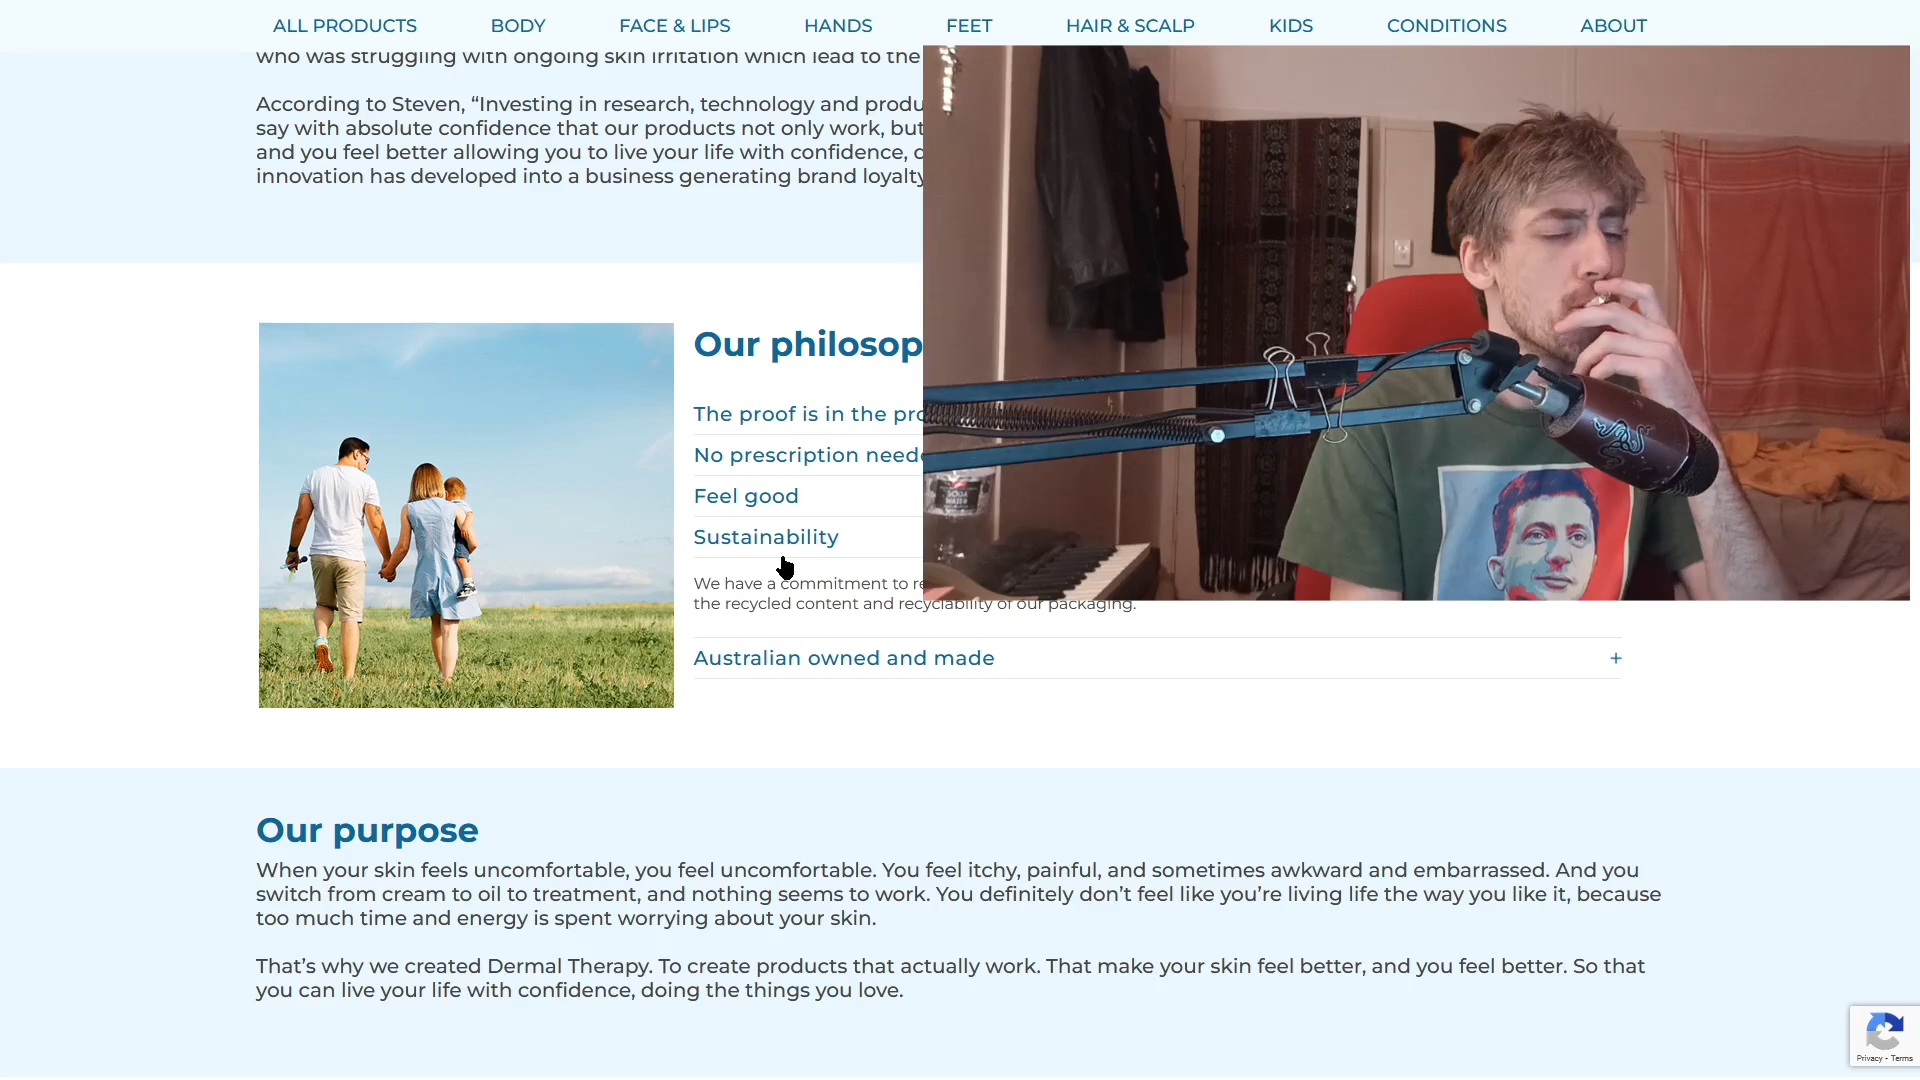 ALL PRODUCTS BODY FACE & LIPS HANDS FEET HAIR & SCALP KIDS CONDITIONS ABOUT
who was struggling with ongoing skin irritation which lead to the
According to Steven, “Investing in research, technology and produ
say with absolute confidence that our products not only work, but
and you feel better allowing you to live your life with confidence,
innovation has developed into a business generating brand loyalty
Our philosop
The proof is in the pro
No prescription neede
Feel good
Sustainability
We have a commitment to re
the recycled content and recyclability of our packaging.
Australian owned and made +
SODA
WATER
Our purpose
When your skin feels uncomfortable, you feel uncomfortable. You feel itchy, painful, and sometimes awkward and embarrassed. And you
switch from cream to oil to treatment, and nothing seems to work. You definitely don’t feel like you’re living life the way you like it, because
too much time and energy is spent worrying about your skin.
That’s why we created Dermal Therapy. To create products that actually work. That make your skin feel better, and you feel better. So that
you can live your life with confidence, doing the things you love.
Privacy - Terms